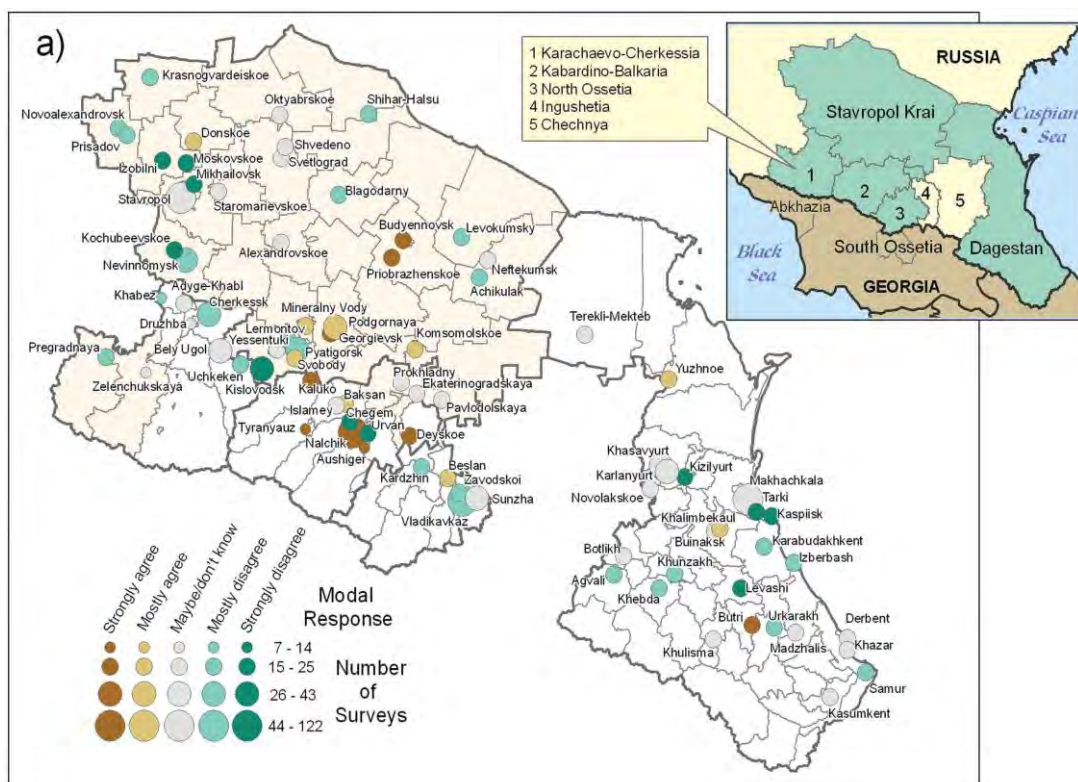 a)
1 Karachaevo-Cherkessia
2 Kabardino-Balkaria
3 North Ossetia
4 Ingushetia
5 Chechnya
RUSSIA
Stavropol Krai
Caspian
Sea
1
2
3
4
5
Abkhazia
South Ossetia
Dagestan
Black
Sea
GEORGIA
Krasnogvardeiskoe
Oktyabrskoe
Shihar-Halsu
Novoalexandrovsk
Prisadov
Donskoe
Shvedeno
Svetlograd
Izobilni
Moskovskoe
Mikhailovsk
Stavropol
Staromarievskoe
Blagodarny
Kochubeevskoe
Nevinnomysk
Alexandrovskoe
Budyennovsk
Levokumsky
Priobrazhenskoe
Neftekumsk
Achikulak
Khabez
Adyge-Khabl
Cherkessk
Druzhba
Mineralny Vody
Lermontov
Podgornaya
Yessentuki
Georgievsk
Komsomolskoe
Terekli-Mekteb
Pregradnaya
Bely Ugol
Pyatigorsk
Svobody
Zelenchukskaya
Uchkeken
Kislovodsk
Kaluko
Prokhladny
Ekaterinogradskaya
Yuzhnoe
Baksan
Islamey
Chegem
Pavlodolskaya
Tyranyauz
Urvan
Nalchik
Deyskoe
Aushiger
Kardzhin
Beslan
Zavodskoi
Sunzha
Vladikavkaz
Khasavyurt
Kizilyurt
Karlanyurt
Novolakskoe
Makhachkala
Tarki
Kaspiisk
Khalimbekaul
Buinaksk
Karabudakhkent
Botlikh
Khunzakh
Izberbash
Agvali
Khebda
Levashi
Butri
Urkarakh
Derbent
Khulisma
Madzhalis
Khazar
Samur
Kasumkent
Strongly agree
Mostly agree
Maybe/don't know
Mostly disagree
Strongly disagree
Modal
Response
7 - 14
15 - 25
26 - 43
44 - 122
Number
of
Surveys